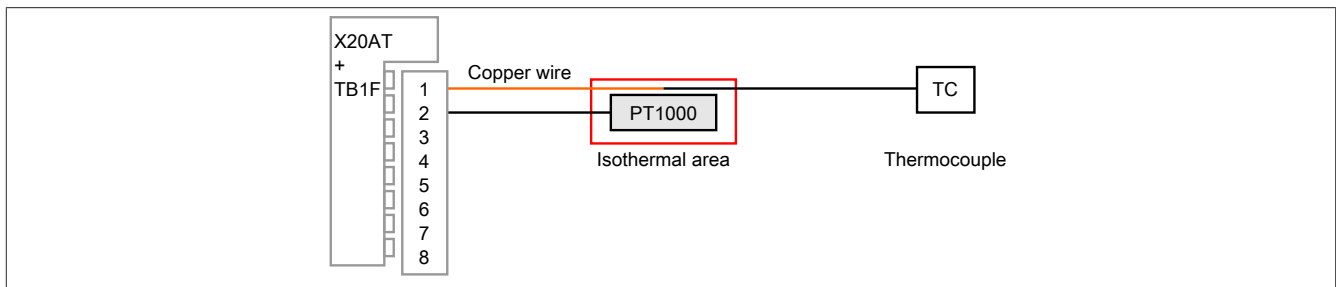 X20AT
+
TB1F
1
2
3
4
5
6
7
8
Copper wire
PT1000
Isothermal area
TC
Thermocouple